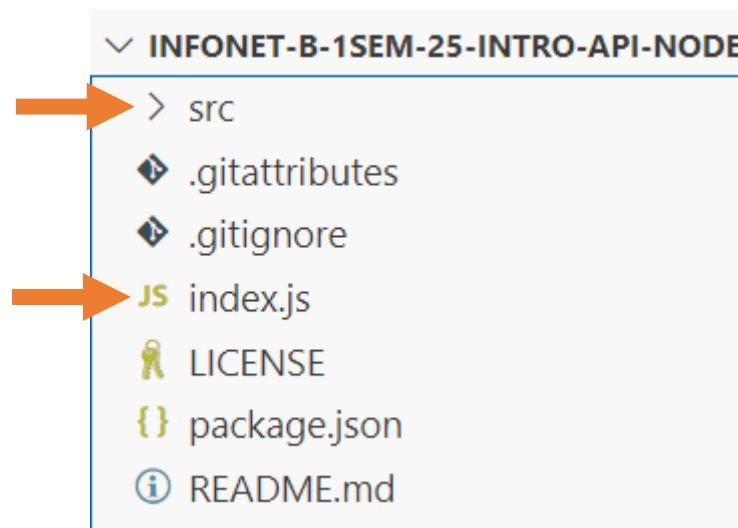 INFONET-B-1SEM-25-INTRO-API-NODE
src
.gitattributes
.gitignore
JS index.js
LICENSE
{ } package.json
README.md